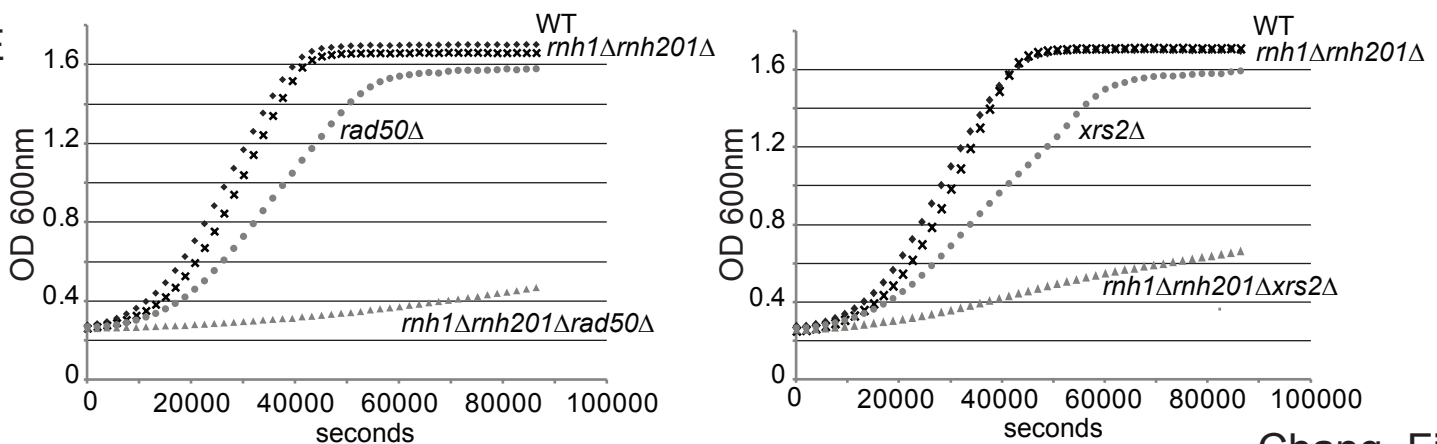 WT
rnh1Δrnh201Δ
1.6
rad50Δ
1.2
OD 600nm
0.8
0.4
rnh1Δrnh201Δrad50Δ
0
0 20000 40000 60000 80000 100000
seconds
WT
rnh1Δrnh201Δ
1.6
xrs2Δ
1.2
OD 600nm
0.8
0.4
rnh1Δrnh201Δxrs2Δ
0
0 20000 40000 60000 80000 100000
seconds